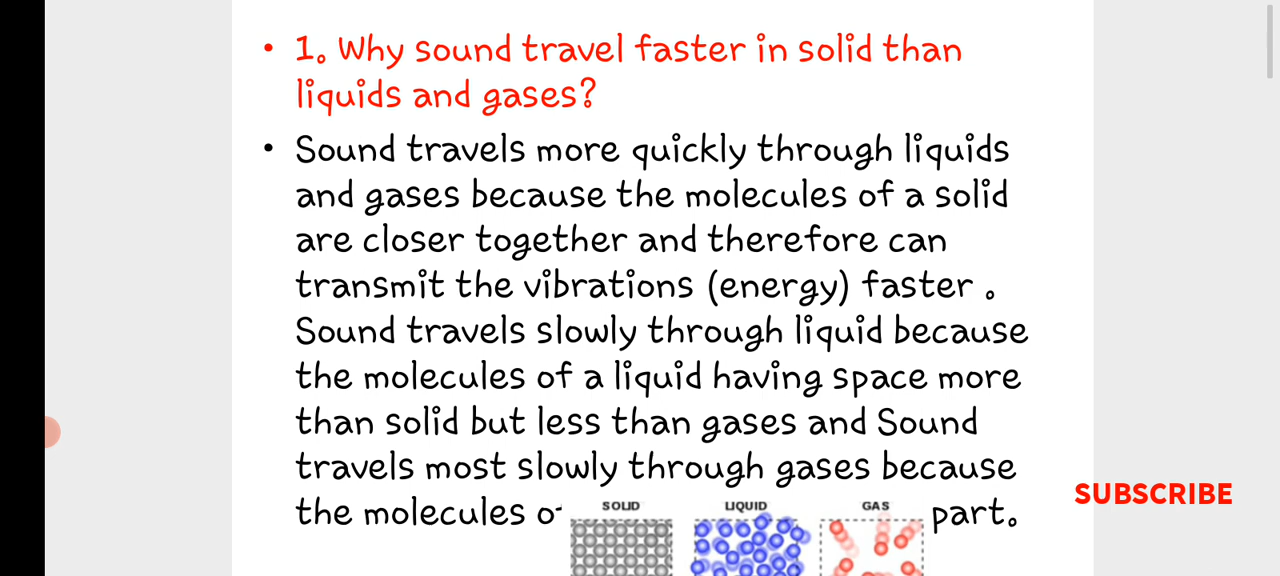 • 1. Why sound travel faster in solid than
liquids and gases?
• Sound travels more quickly through liquids
and gases because the molecules of a solid
are closer together and therefore can
transmit the vibrations (energy) faster .
Sound travels slowly through liquid because
the molecules of a liquid having space more
than solid but less than gases and Sound
travels most slowly through gases because
the molecules part.
SOLID LIQUID GAS
SUBSCRIBE